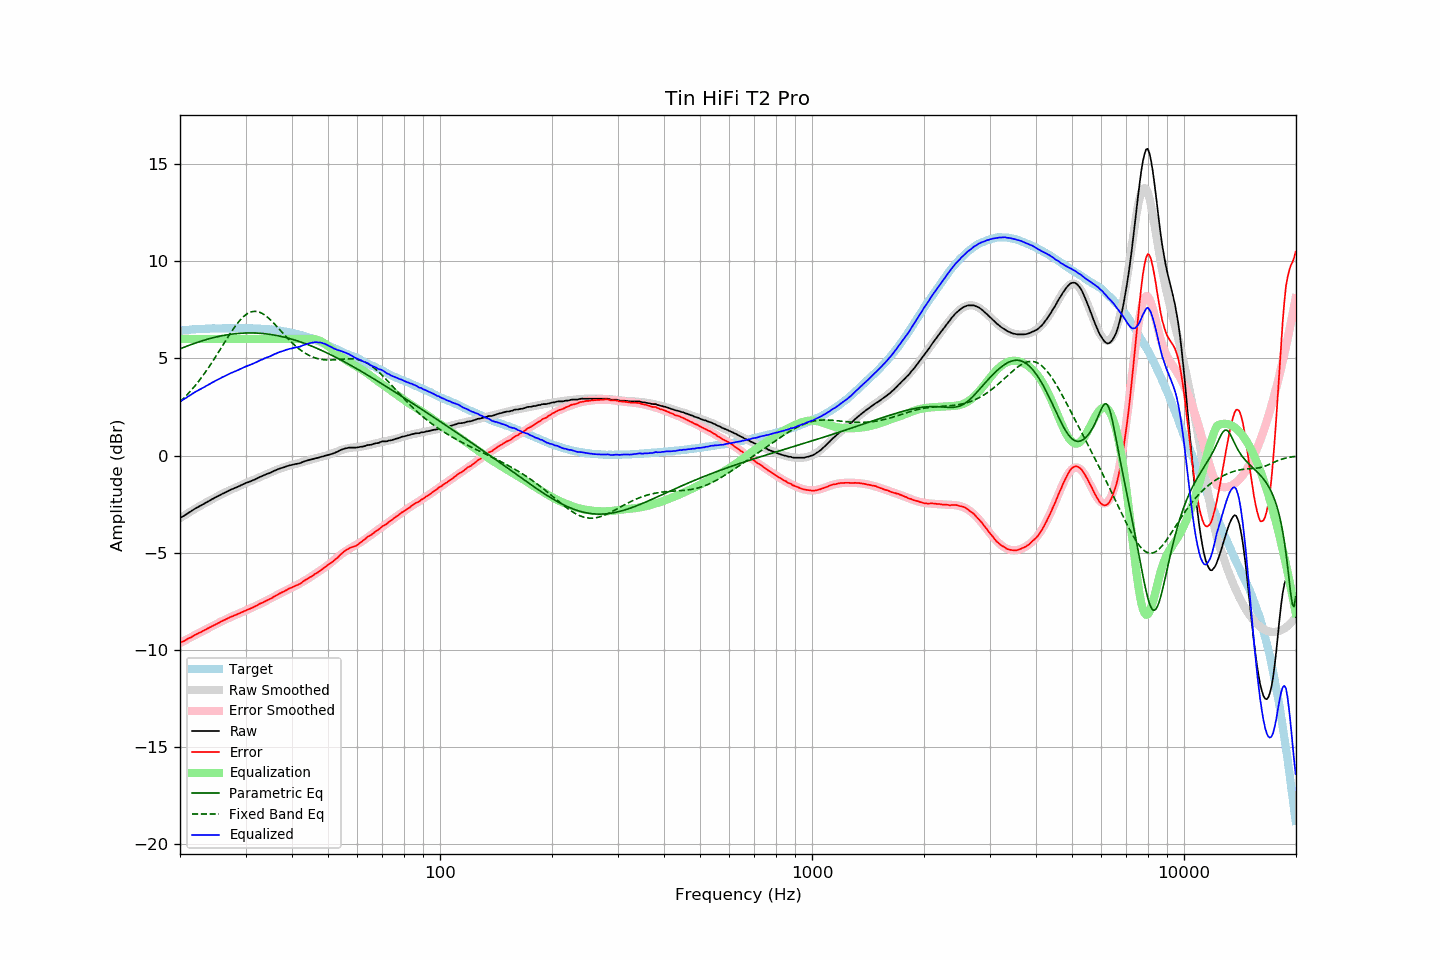 Tin HiFi T2 Pro
Amplitude (dBr)
15
10
5
0
−5
−10
−15
−20
Target
Raw Smoothed
Error Smoothed
Raw
Error
Equalization
Parametric Eq
Fixed Band Eq
Equalized
100
1000
10000
Frequency (Hz)